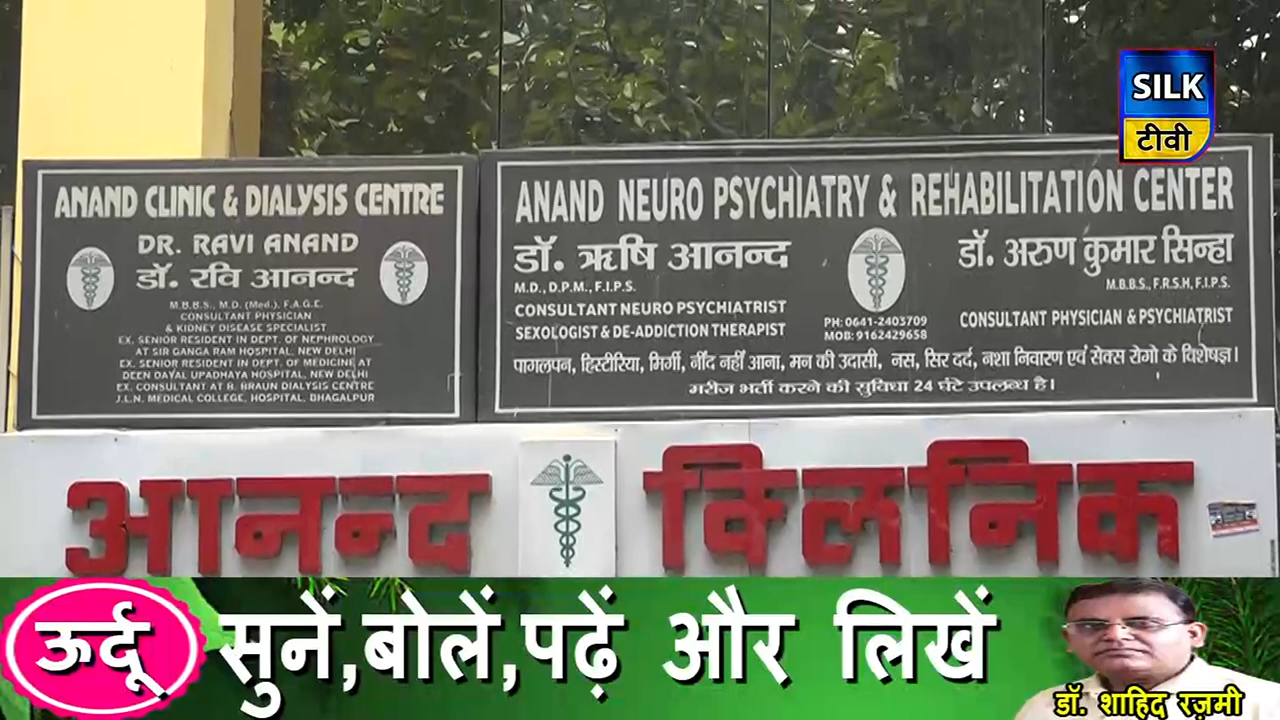 SILK
टीवी
ANAND CLINIC & DIALYSIS CENTRE
DR. RAVI ANAND
डॉ. रवि आनन्द
M.B.B.S., M.D. (Med.), F.A.G.E.
CONSULTANT PHYSICIAN
& KIDNEY DISEASE SPECIALIST
EX. SENIOR RESIDENT IN DEPT. OF NEPHROLOGY
AT SIR GANGA RAM HOSPITAL, NEW DELHI
EX. SENIOR RESIDENT IN DEPT. OF MEDICINE AT
DEEN DAYAL UPADHAYA HOSPITAL, NEW DELHI
EX. CONSULTANT AT B. BRAUN DIALYSIS CENTRE
J.L.N. MEDICAL COLLEGE, HOSPITAL, BHAGALPUR
ANAND NEURO PSYCHIATRY & REHABILITATION CENTER
डॉ. ऋषि आनन्द
M.D., D.P.M., F.I.P.S.
CONSULTANT NEURO PSYCHIATRIST
SEXOLOGIST & DE-ADDICTION THERAPIST
PH: 0641-2403709
MOB: 9162429658
डॉ. अरुण कुमार सिन्हा
M.B.B.S., F.R.S.H, F.I.P.S.
CONSULTANT PHYSICIAN & PSYCHIATRIST
पागलपन, हिस्टीरिया, मिर्गी, नींद नहीं आना, मन की उदासी, नस, सिर दर्द, नशा निवारण एवं सेक्स रोगो के विशेषज्ञ।
मरीज भर्ती करने की सुविधा 24 घंटे उपलब्ध है।
आनन्द क्लिनिक
ऊर्दू सुनें,बोलें,पढ़ें और लिखें
डॉ. शाहिद रज़मी